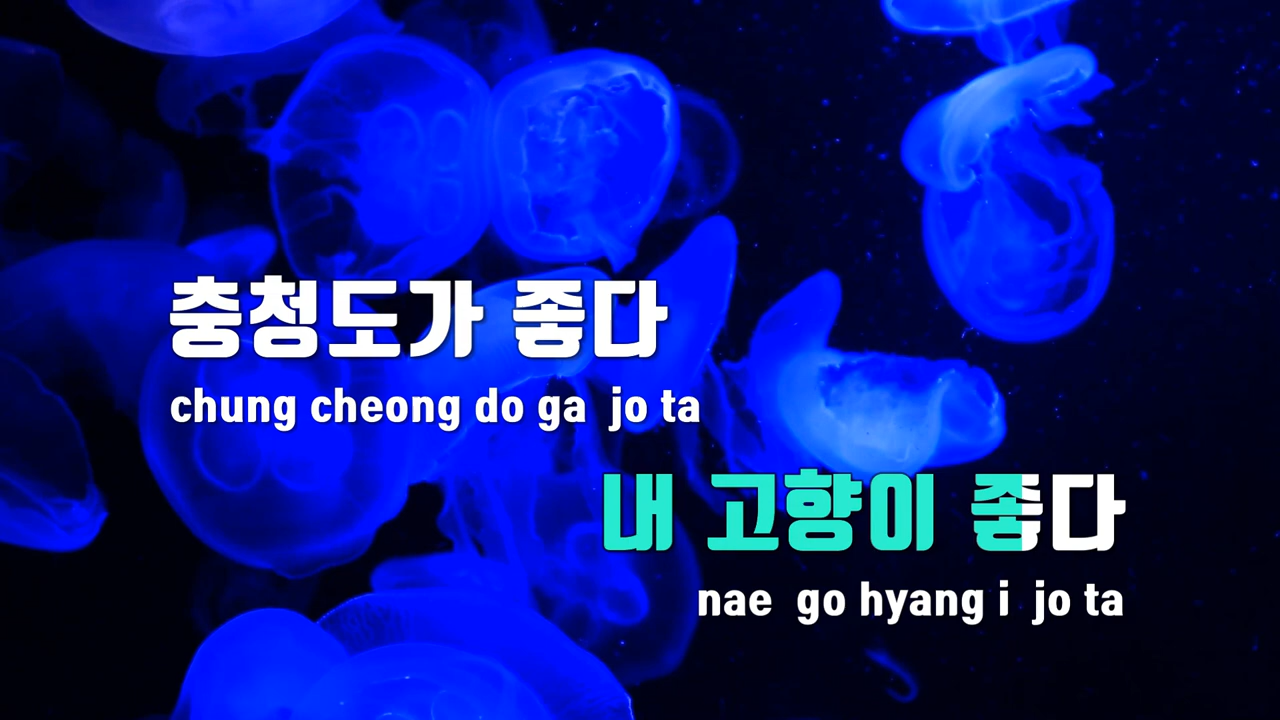 충청도가 좋다
chung cheong do ga jo ta
내 고향이 좋다
nae go hyang i jo ta